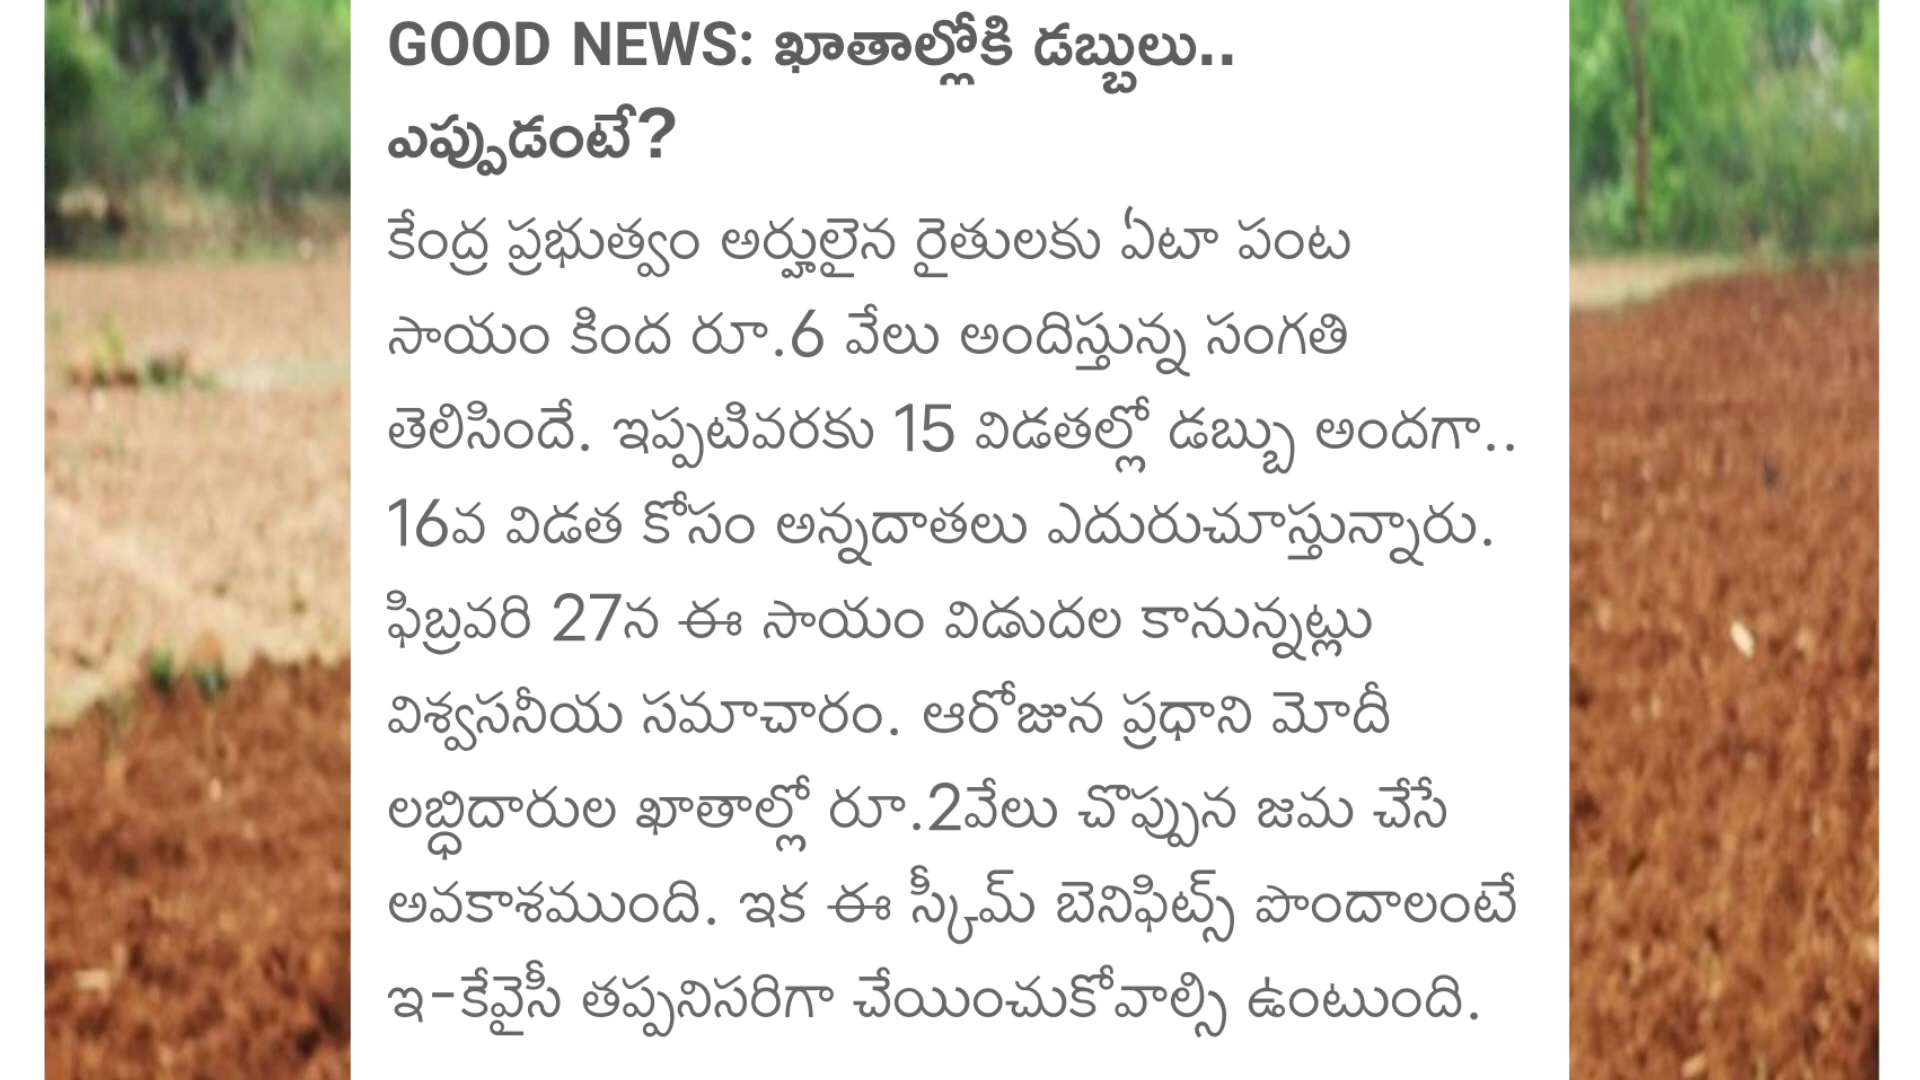 GOOD NEWS: ఖాతాల్లోకి డబ్బులు..
ఎప్పుడంటే?
కేంద్ర ప్రభుత్వం అర్హులైన రైతులకు ఏటా పంట
సాయం కింద రూ.6 వేలు అందిస్తున్న సంగతి
తెలిసిందే. ఇప్పటివరకు 15 విడతల్లో డబ్బు అందగా..
16వ విడత కోసం అన్నదాతలు ఎదురుచూస్తున్నారు.
ఫిబ్రవరి 27న ఈ సాయం విడుదల కానున్నట్లు
విశ్వసనీయ సమాచారం. ఆరోజున ప్రధాని మోదీ
లబ్ధిదారుల ఖాతాల్లో రూ.2వేలు చొప్పున జమ చేసే
అవకాశముంది. ఇక ఈ స్కీమ్ బెనిఫిట్స్ పొందాలంటే
ఇ-కేవైసీ తప్పనిసరిగా చేయించుకోవాల్సి ఉంటుంది.